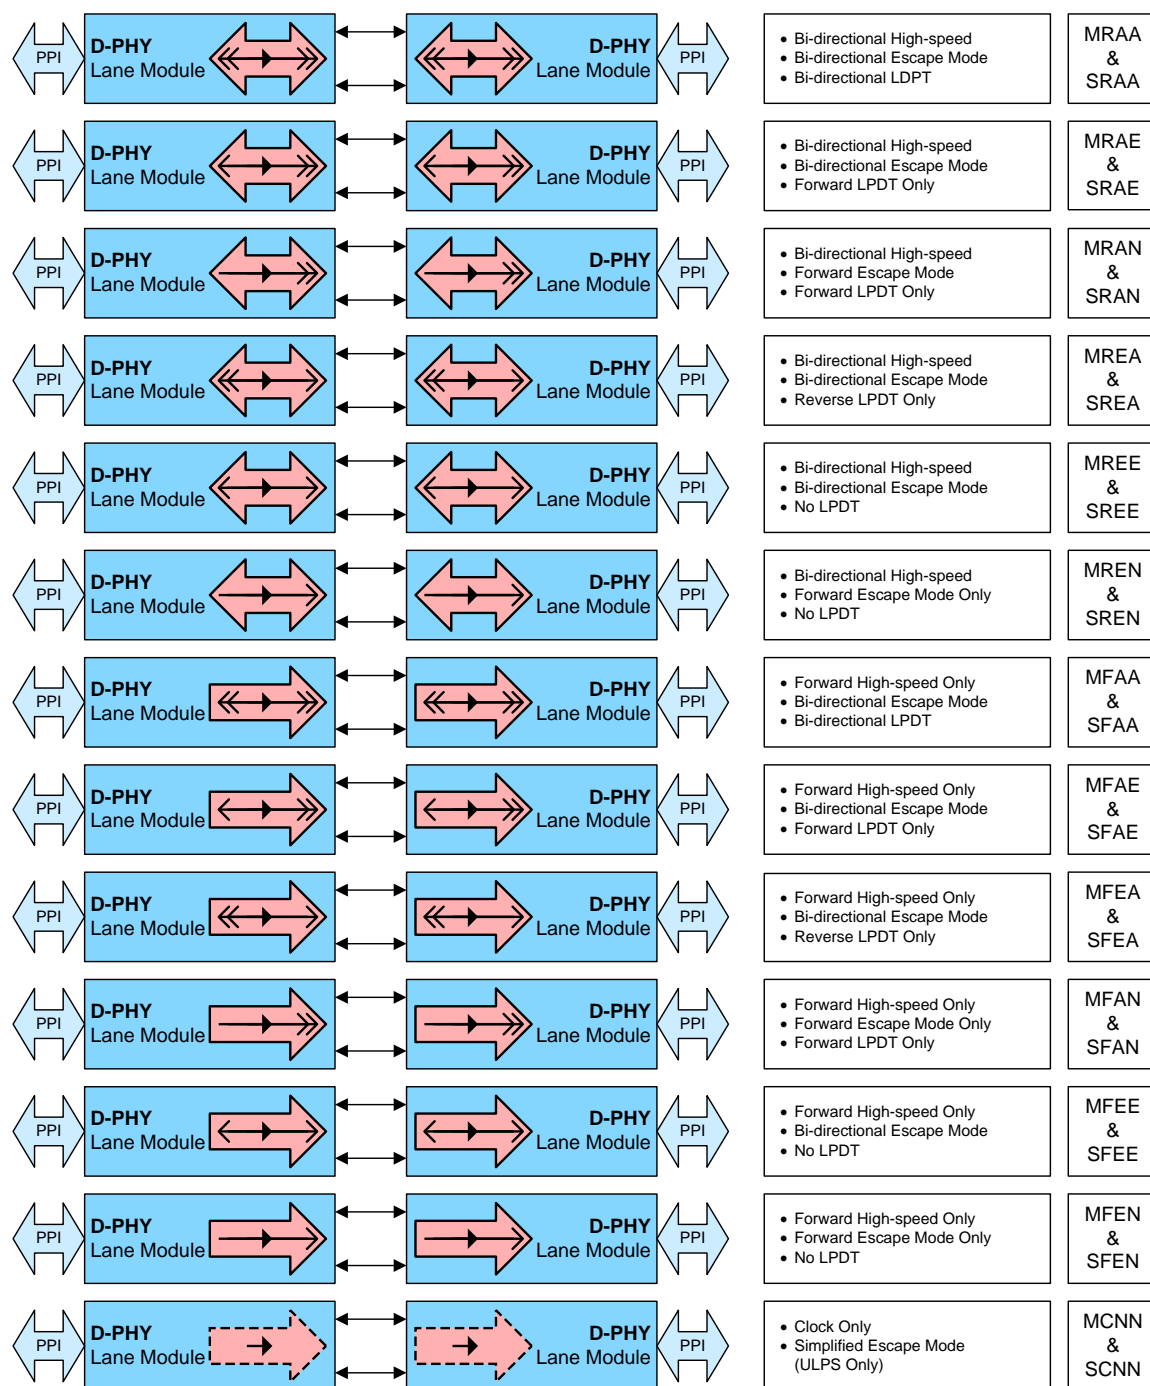 PPI
D-PHY
Lane Module
D-PHY
Lane Module
PPI
• Bi-directional High-speed
• Bi-directional Escape Mode
• Bi-directional LDPT
MRAA
&
SRAA
PPI
D-PHY
Lane Module
D-PHY
Lane Module
PPI
• Bi-directional High-speed
• Bi-directional Escape Mode
• Forward LPDT Only
MRAE
&
SRAE
PPI
D-PHY
Lane Module
D-PHY
Lane Module
PPI
• Bi-directional High-speed
• Forward Escape Mode
• Forward LPDT Only
MRAN
&
SRAN
PPI
D-PHY
Lane Module
D-PHY
Lane Module
PPI
• Bi-directional High-speed
• Bi-directional Escape Mode
• Reverse LPDT Only
MREA
&
SREA
PPI
D-PHY
Lane Module
D-PHY
Lane Module
PPI
• Bi-directional High-speed
• Bi-directional Escape Mode
• No LPDT
MREE
&
SREE
PPI
D-PHY
Lane Module
D-PHY
Lane Module
PPI
• Bi-directional High-speed
• Forward Escape Mode Only
• No LPDT
MREN
&
SREN
PPI
D-PHY
Lane Module
D-PHY
Lane Module
PPI
• Forward High-speed Only
• Bi-directional Escape Mode
• Bi-directional LPDT
MFAA
&
SFAA
PPI
D-PHY
Lane Module
D-PHY
Lane Module
PPI
• Forward High-speed Only
• Bi-directional Escape Mode
• Forward LPDT Only
MFAE
&
SFAE
PPI
D-PHY
Lane Module
D-PHY
Lane Module
PPI
• Forward High-speed Only
• Bi-directional Escape Mode
• Reverse LPDT Only
MFEA
&
SFEA
PPI
D-PHY
Lane Module
D-PHY
Lane Module
PPI
• Forward High-speed Only
• Forward Escape Mode Only
• Forward LPDT Only
MFAN
&
SFAN
PPI
D-PHY
Lane Module
D-PHY
Lane Module
PPI
• Forward High-speed Only
• Bi-directional Escape Mode
• No LPDT
MFEE
&
SFEE
PPI
D-PHY
Lane Module
D-PHY
Lane Module
PPI
• Forward High-speed Only
• Forward Escape Mode Only
• No LPDT
MFEN
&
SFEN
PPI
D-PHY
Lane Module
D-PHY
Lane Module
PPI
• Clock Only
• Simplified Escape Mode
(ULPS Only)
MCNN
&
SCNN